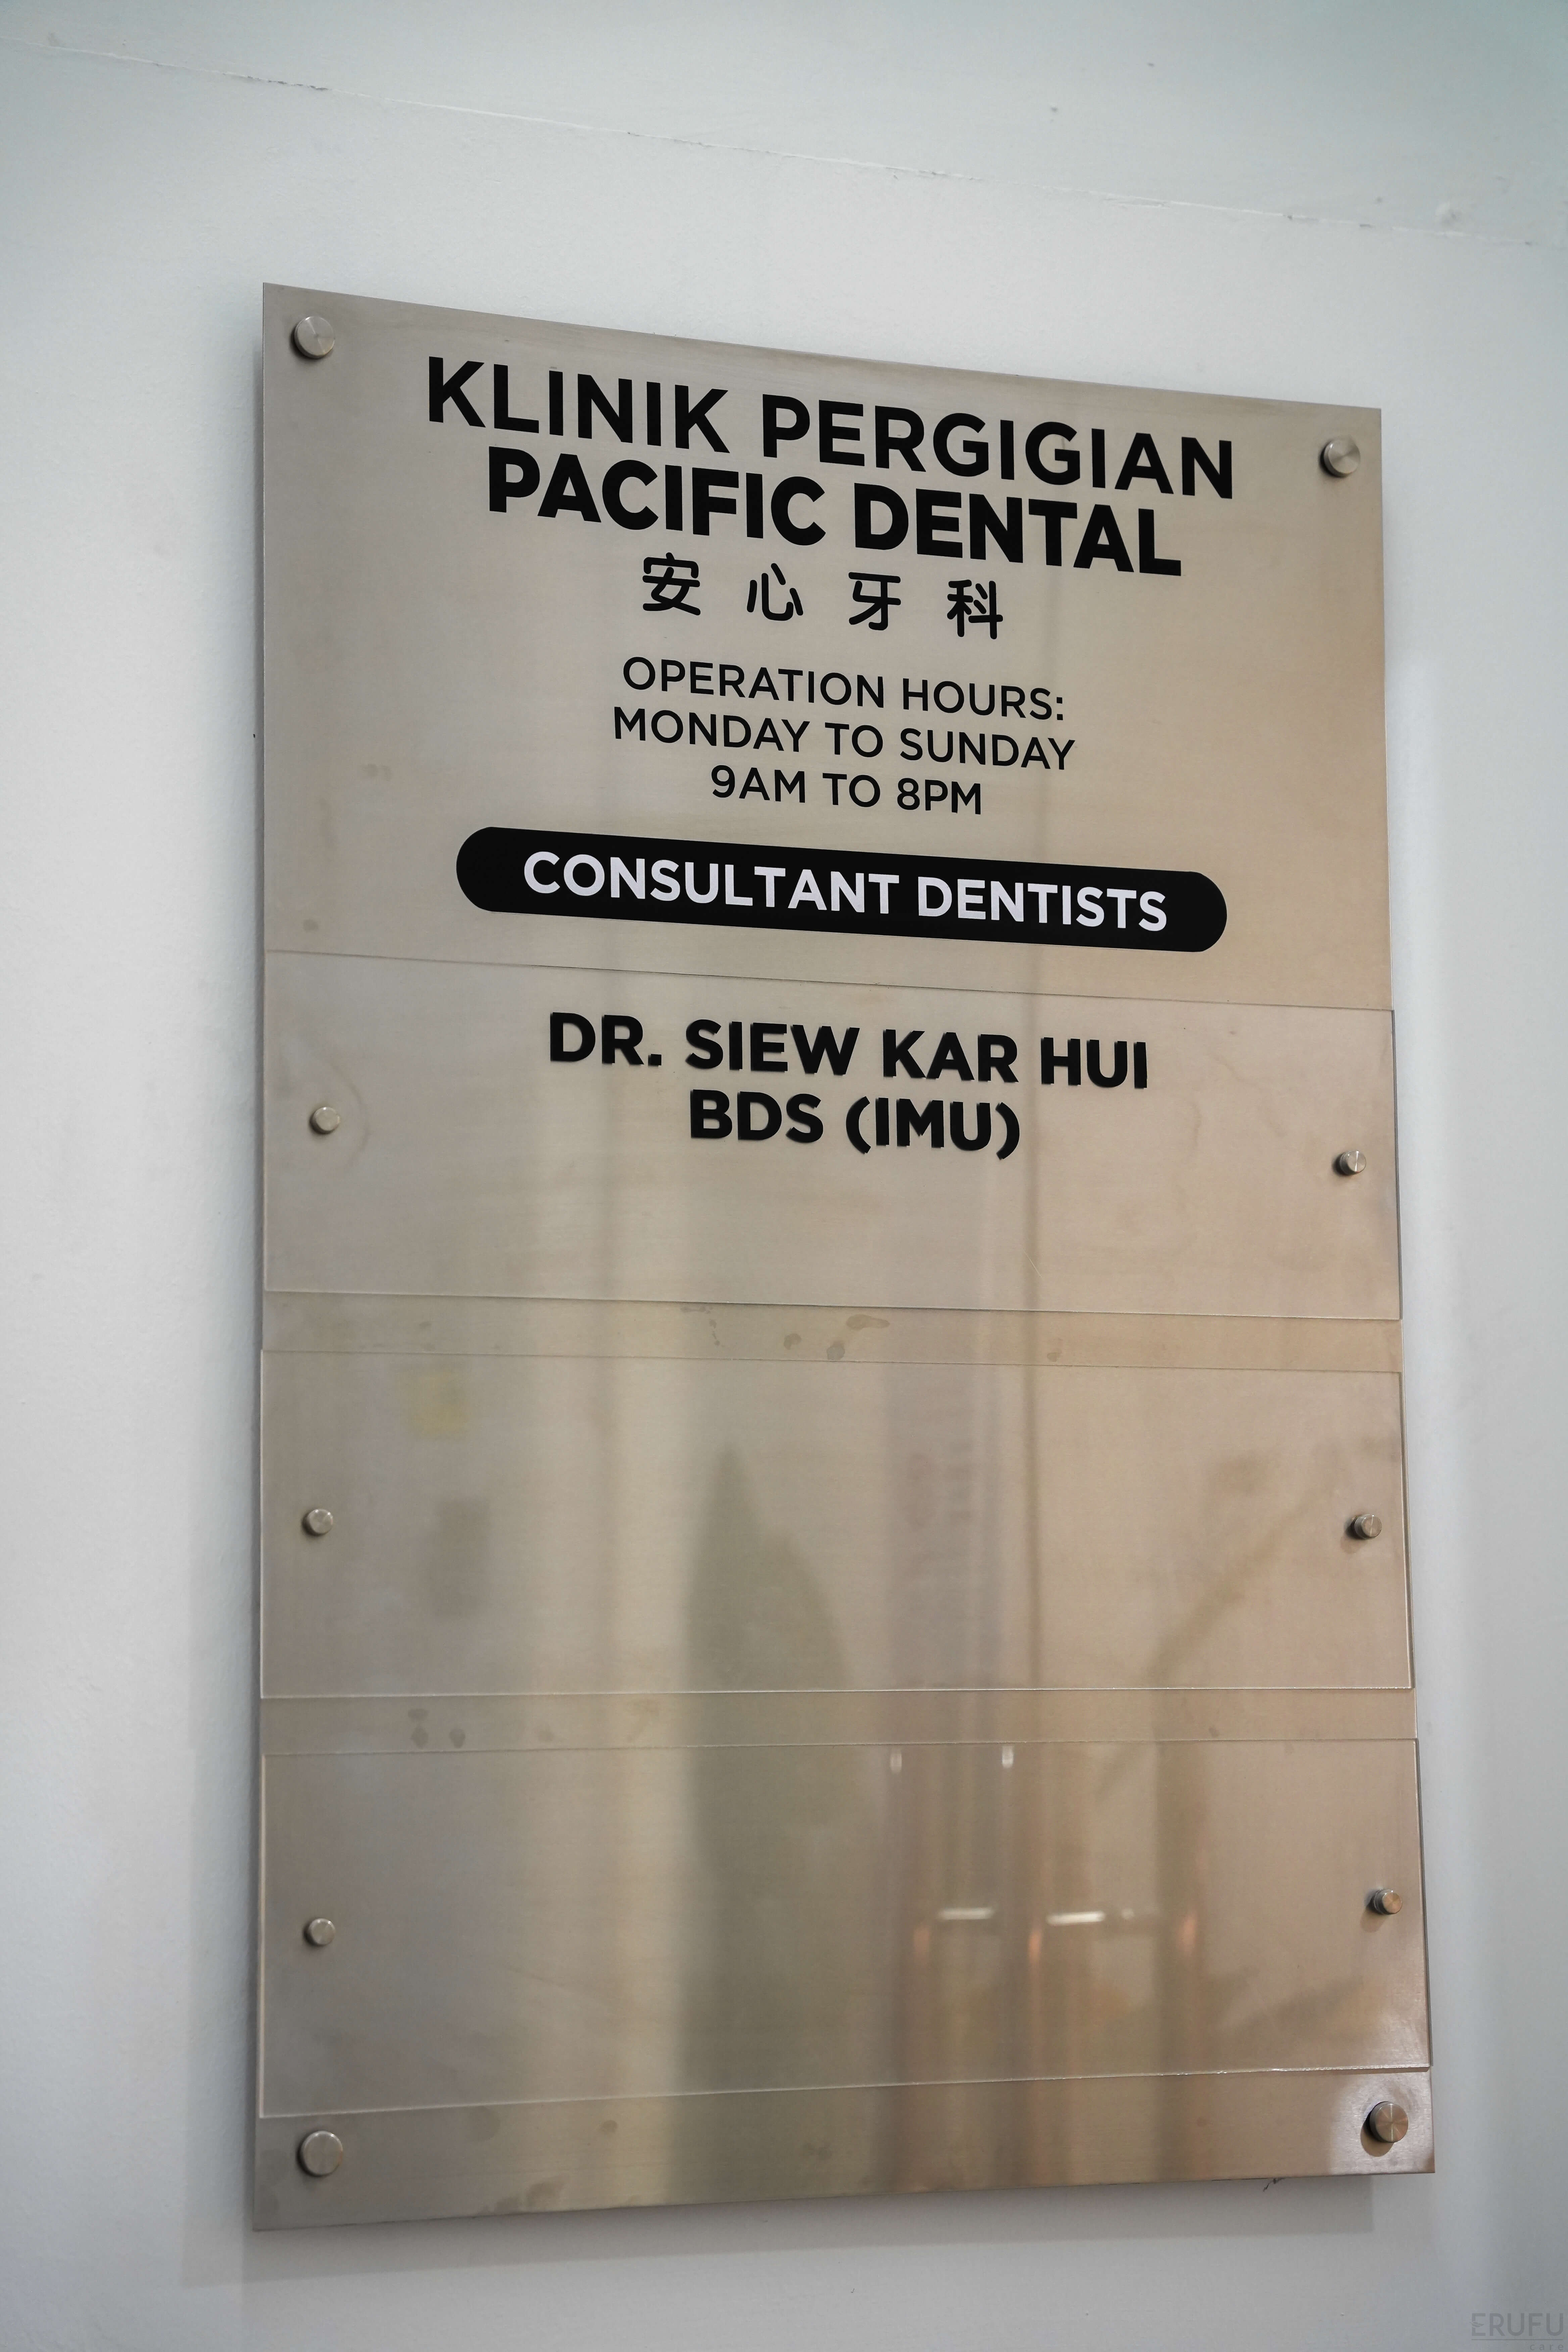 KLINIK PERGIGIAN
PACIFIC DENTAL
安心牙科
OPERATION HOURS:
MONDAY TO SUNDAY
9AM TO 8PM
CONSULTANT DENTISTS
DR. SIEW KAR HUI
BDS (IMU)
ERUFU